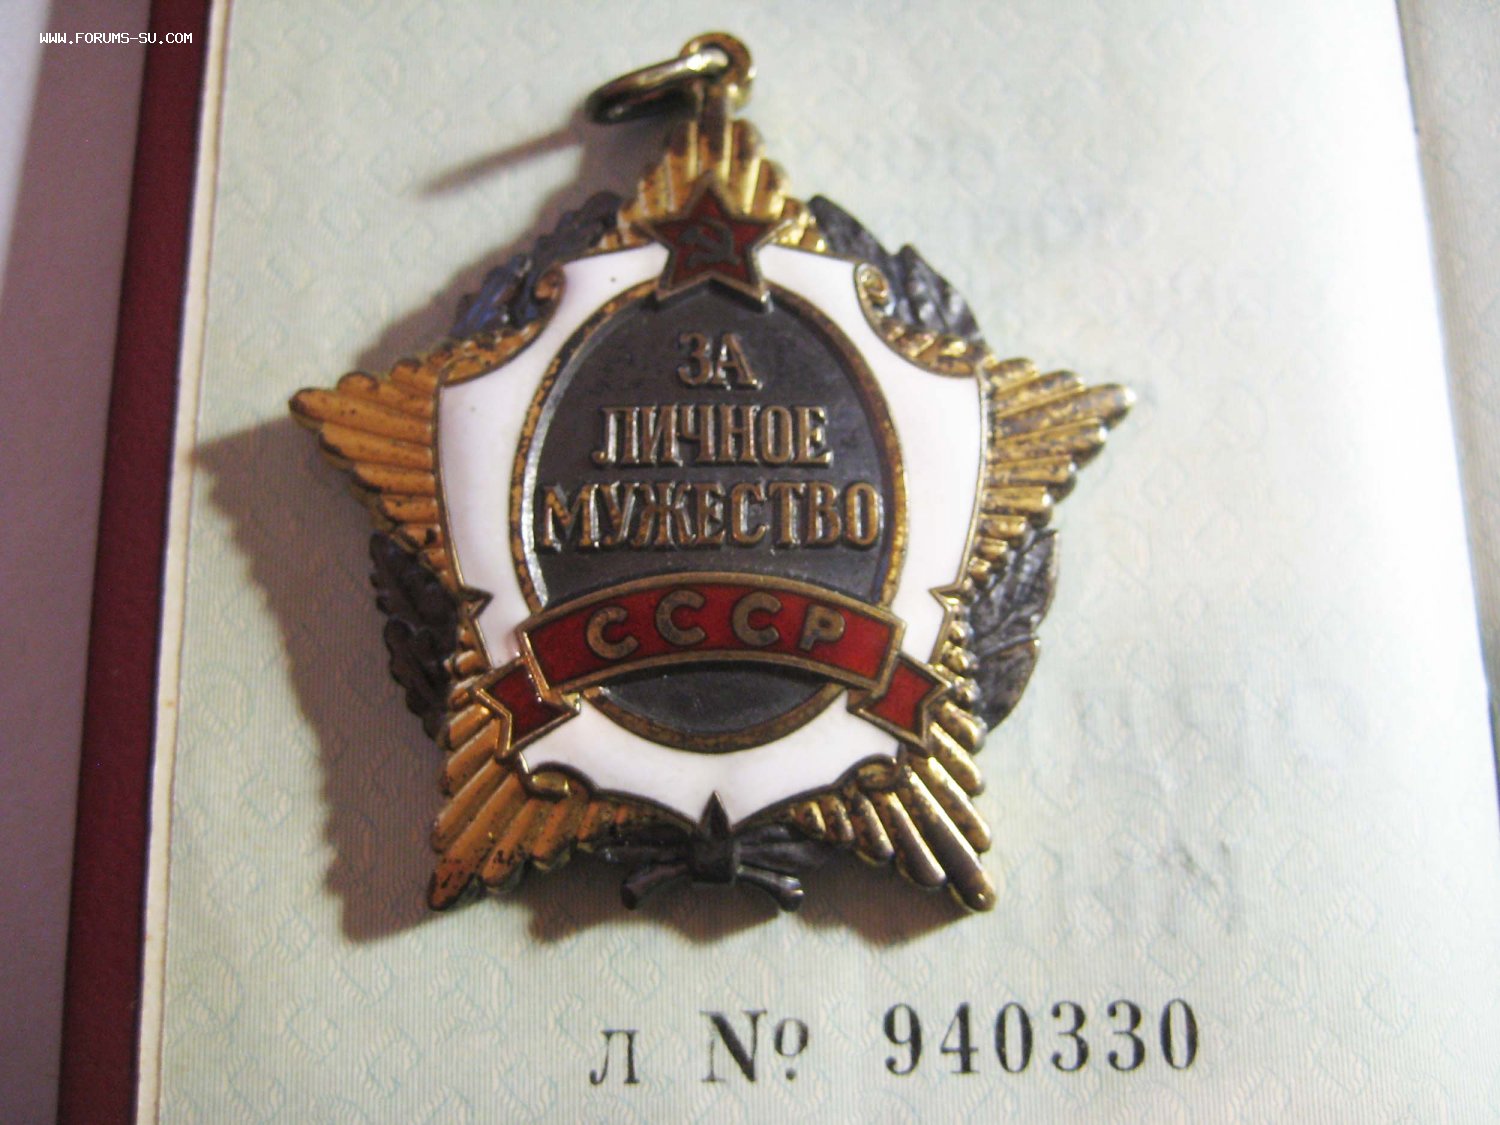 WWW.FORUMS-SU.COM
ЗА
ЛИЧНОЕ
МУЖЕСТВО
СССР
Л № 940330